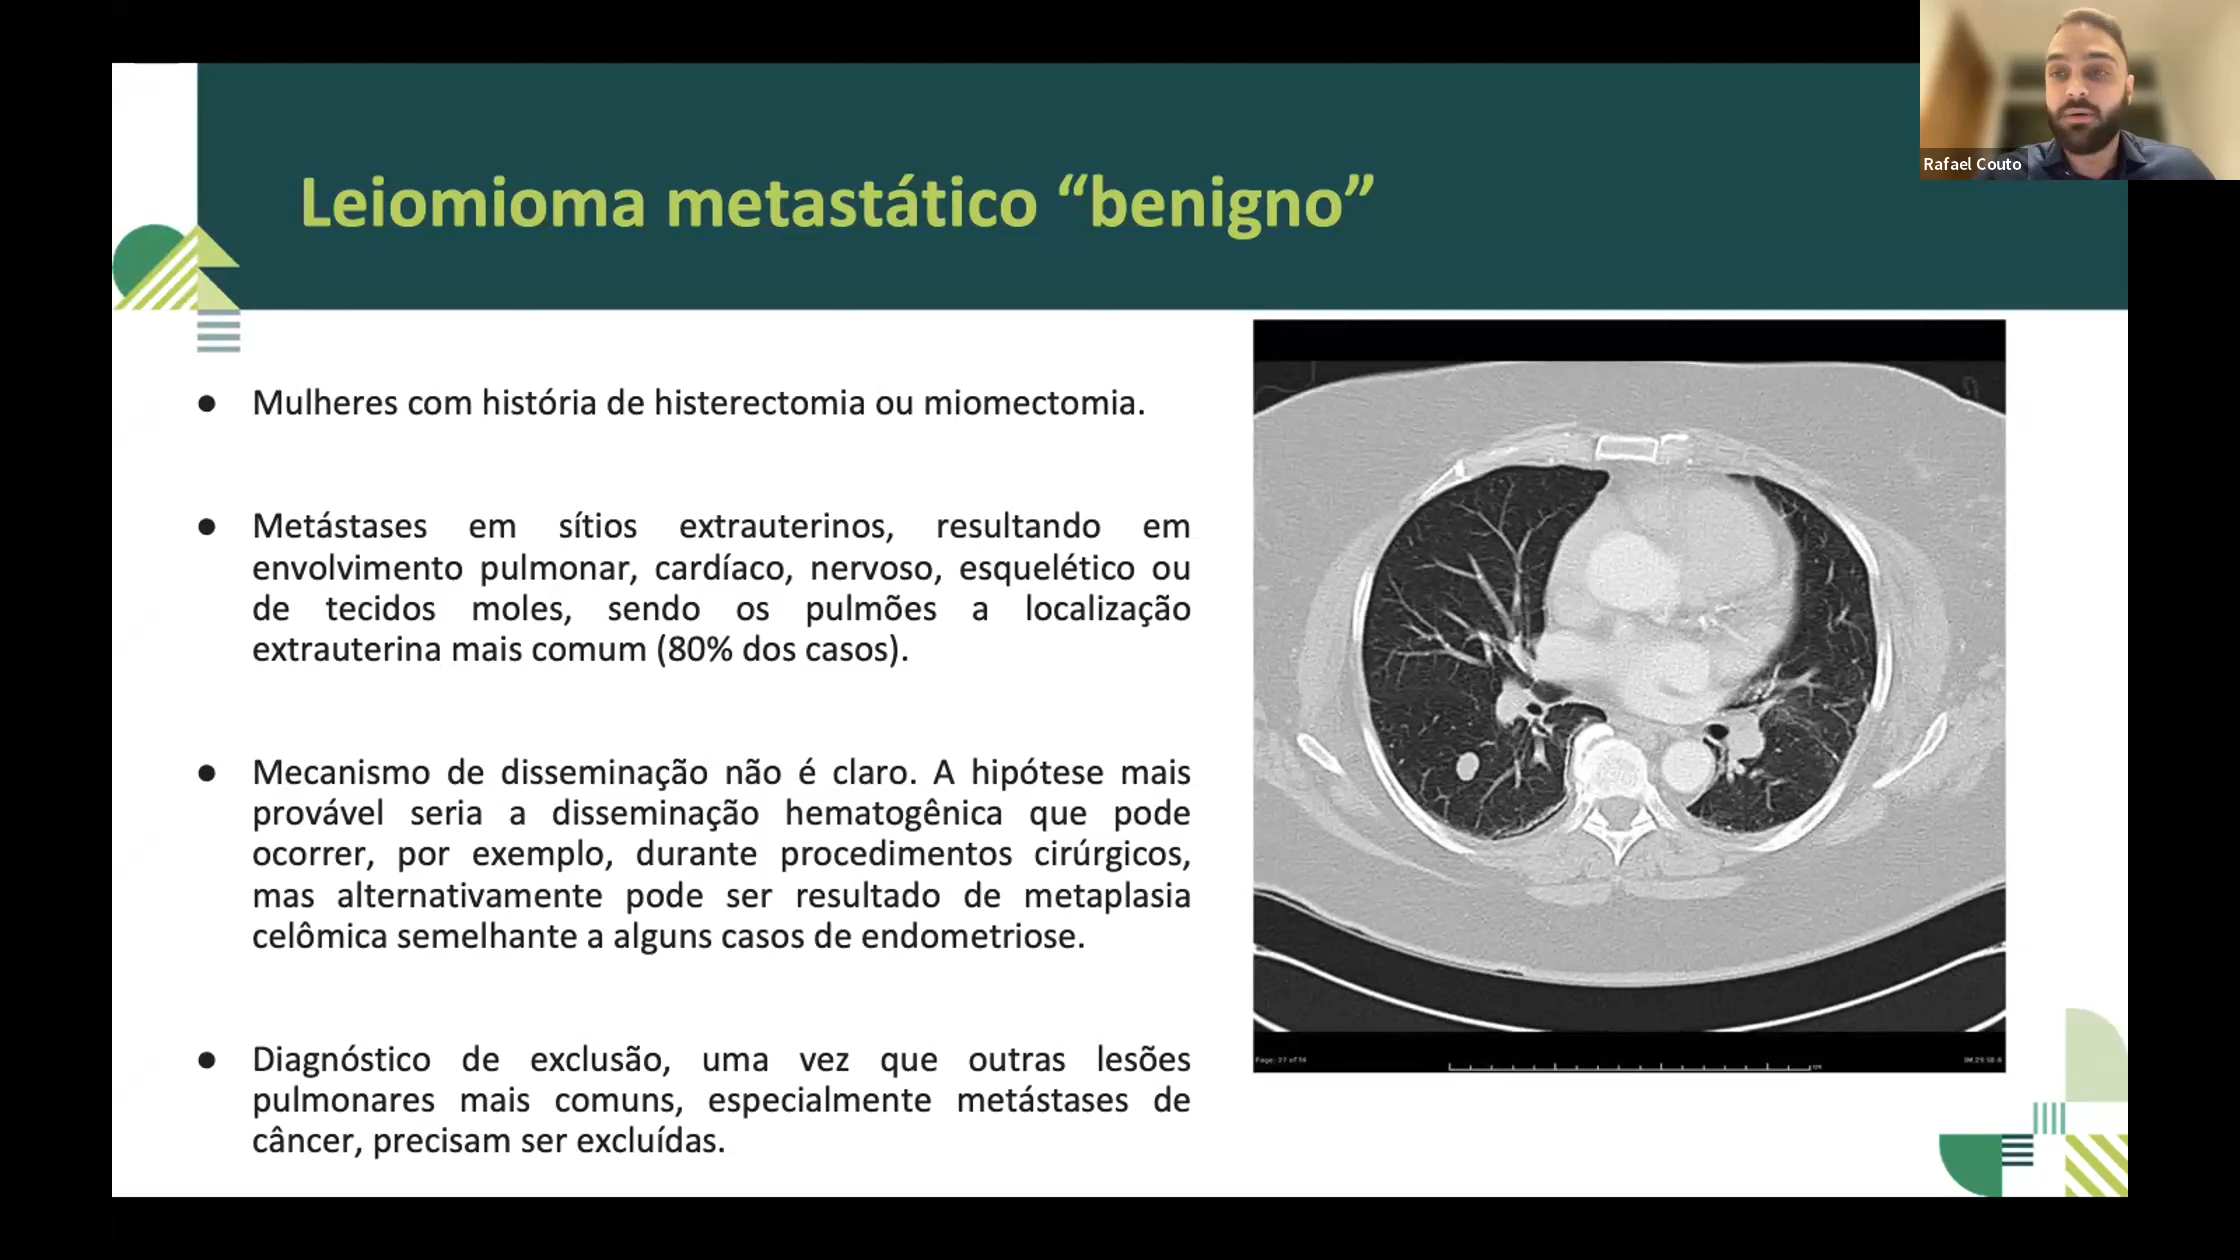 Rafael Couto
Leiomioma metastático “benigno”
● Mulheres com história de histerectomia ou miomectomia.
● Metástases em sítios extrauterinos, resultando em
envolvimento pulmonar, cardíaco, nervoso, esquelético ou
de tecidos moles, sendo os pulmões a localização
extrauterina mais comum (80% dos casos).
● Mecanismo de disseminação não é claro. A hipótese mais
provável seria a disseminação hematogênica que pode
ocorrer, por exemplo, durante procedimentos cirúrgicos,
mas alternativamente pode ser resultado de metaplasia
celômica semelhante a alguns casos de endometriose.
● Diagnóstico de exclusão, uma vez que outras lesões
pulmonares mais comuns, especialmente metástases de
câncer, precisam ser excluídas.